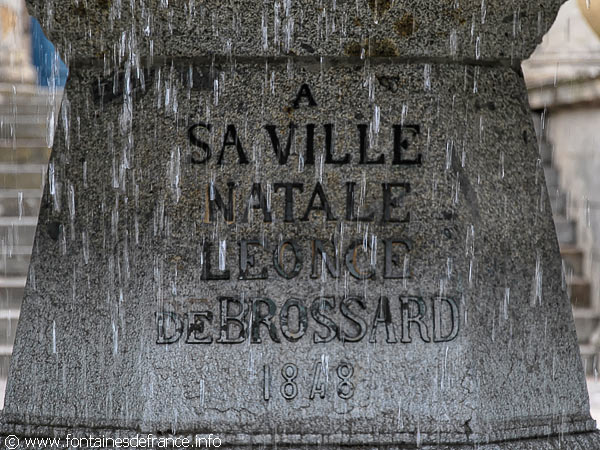 A
SA VILLE
NATALE
LEONCE
DE BROSSARD
1848
© www.fontainesdefrance.info